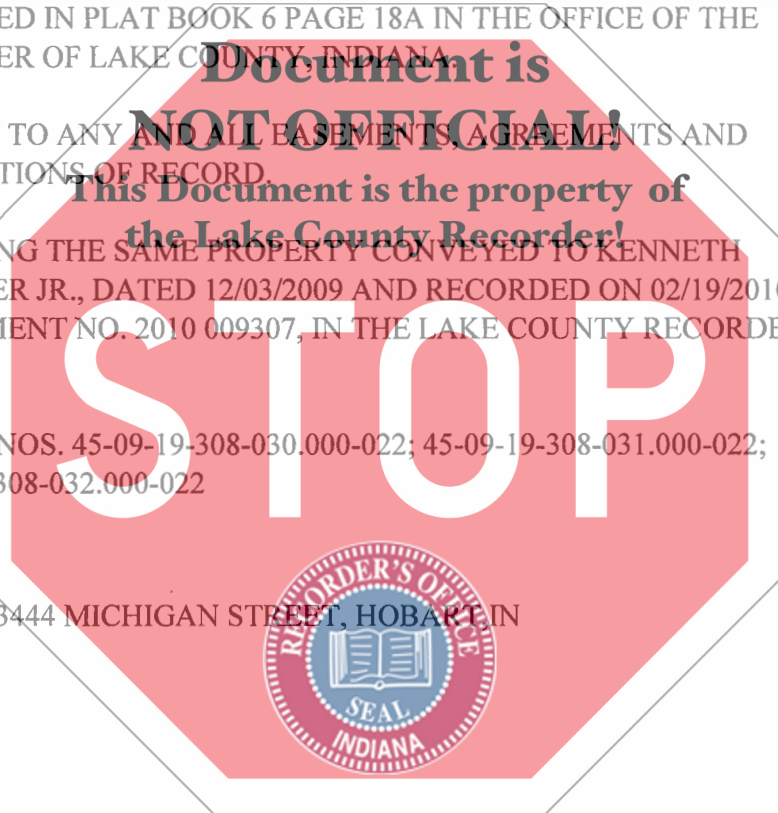 ED IN PLAT BOOK 6 PAGE 18A IN THE OFFICE OF THE
ER OF LAKE COUNTY, INDIANA.
Document is
NOT OFFICIAL!
TO ANY AND ALL EASEMENTS, AGREEMENTS AND
TIONS OF RECORD.
This Document is the property of
the Lake County Recorder!
NG THE SAME PROPERTY CONVEYED TO KENNETH
ER JR., DATED 12/03/2009 AND RECORDED ON 02/19/2010
MENT NO. 2010 009307, IN THE LAKE COUNTY RECORDE
STOP
NOS. 45-09-19-308-030.000-022; 45-09-19-308-031.000-022;
308-032.000-022
3444 MICHIGAN STREET, HOBART, IN
RECORDER'S OFFICE
SEAL
INDIANA